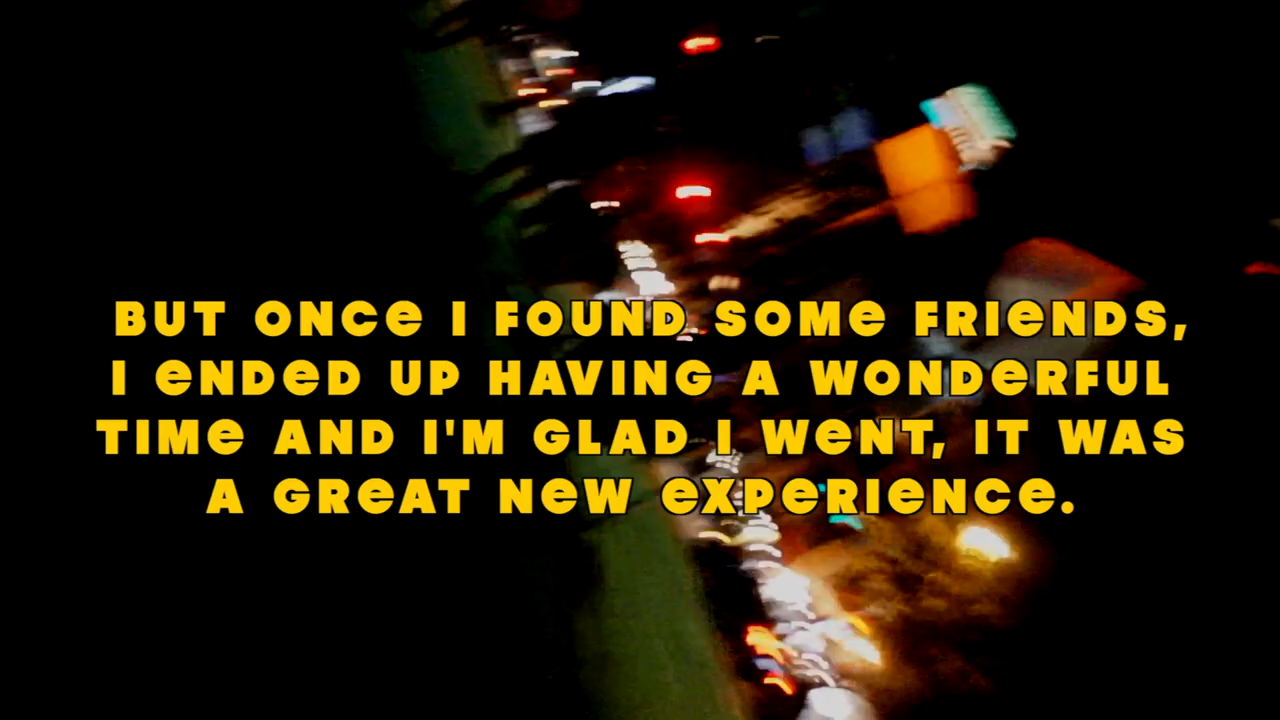 BUT ONCE I FOUND SOME FRIENDS,
I ENDED UP HAVING A WONDERFUL
TIME AND I'M GLAD I WENT, IT WAS
A GREAT NEW EXPERIENCE.